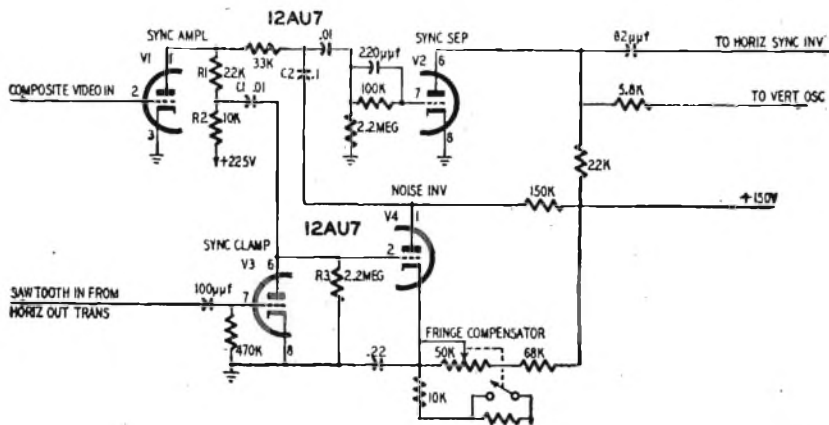 12AU7
SYNC AMPL
V1
1
2
3
COMPOSITE VIDEO IN
R1
22K
R2
10K
+225V
33K
C1 .01
C2
.1
.01
220µµf
100K
2.2MEG
SYNC SEP
V2
6
7
8
82µµf
TO HORIZ SYNC INV
5.8K
TO VERT OSC
22K
150K
+150V
NOISE INV
V4
1
2
12AU7
SYNC CLAMP
V3
6
7
8
R3
2.2MEG
SAWTOOTH IN FROM
HORIZ OUT TRANS
100µµf
470K
.22
FRINGE COMPENSATOR
50K
68K
10K